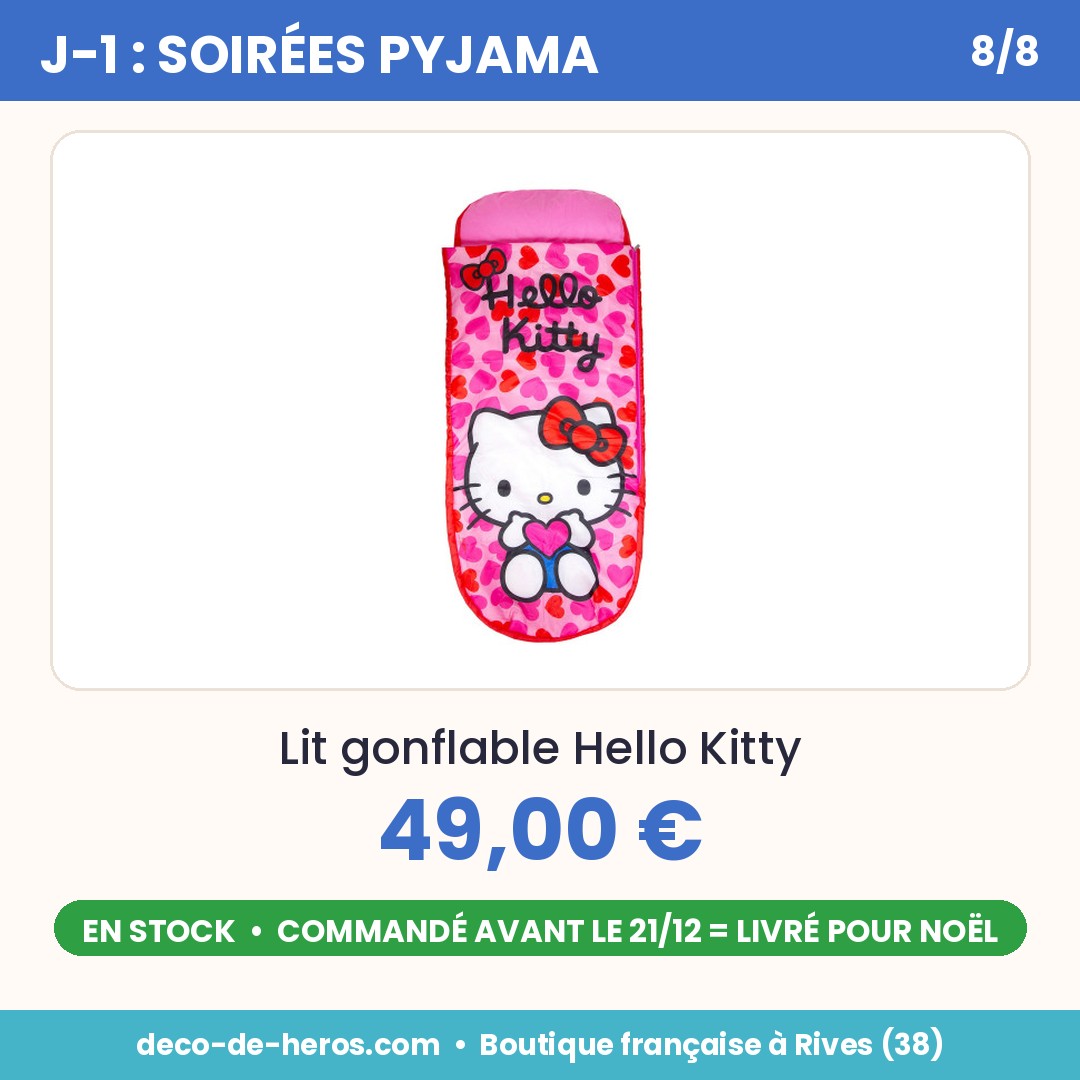 J-1 : SOIRÉES PYJAMA
8/8
Hello
Kitty
Lit gonflable Hello Kitty
49,00 €
EN STOCK • COMMANDÉ AVANT LE 21/12 = LIVRÉ POUR NOËL
deco-de-heros.com • Boutique française à Rives (38)